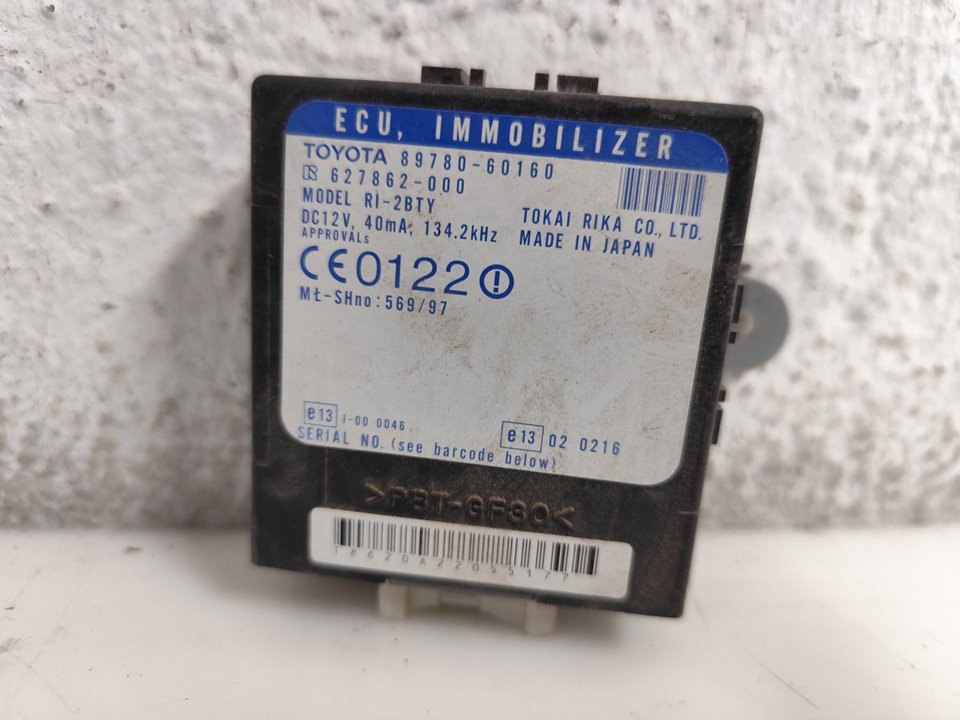 ECU, IMMOBILIZER
TOYOTA 89780-60160
627862-000
MODEL RI-2BTY
DC12V, 40mA, 134.2kHz
TOKAI RIKA CO., LTD.
MADE IN JAPAN
APPROVALs
CE0122
MŁ-SHno:569/97
e13 I-00 0046
e13 02 0216
SERIAL NO. (see barcode below)
>PBT-GF30<